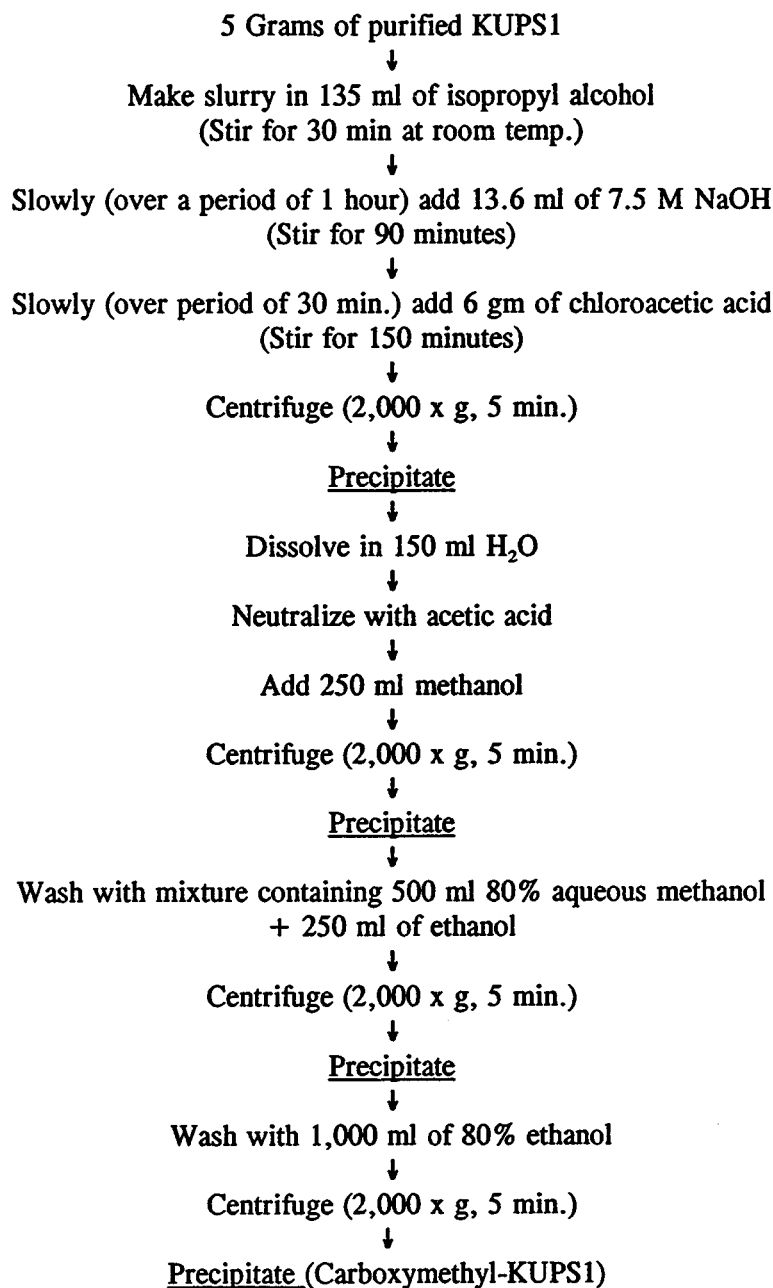 5 Grams of purified KUPS1
↓
Make slurry in 135 ml of isopropyl alcohol
(Stir for 30 min at room temp.)
↓
Slowly (over a period of 1 hour) add 13.6 ml of 7.5 M NaOH
(Stir for 90 minutes)
↓
Slowly (over period of 30 min.) add 6 gm of chloroacetic acid
(Stir for 150 minutes)
↓
Centrifuge (2,000 x g, 5 min.)
↓
Precipitate
↓
Dissolve in 150 ml H₂O
↓
Neutralize with acetic acid
↓
Add 250 ml methanol
↓
Centrifuge (2,000 x g, 5 min.)
↓
Precipitate
↓
Wash with mixture containing 500 ml 80% aqueous methanol
+ 250 ml of ethanol
↓
Centrifuge (2,000 x g, 5 min.)
↓
Precipitate
↓
Wash with 1,000 ml of 80% ethanol
↓
Centrifuge (2,000 x g, 5 min.)
↓
Precipitate (Carboxymethyl-KUPS1)